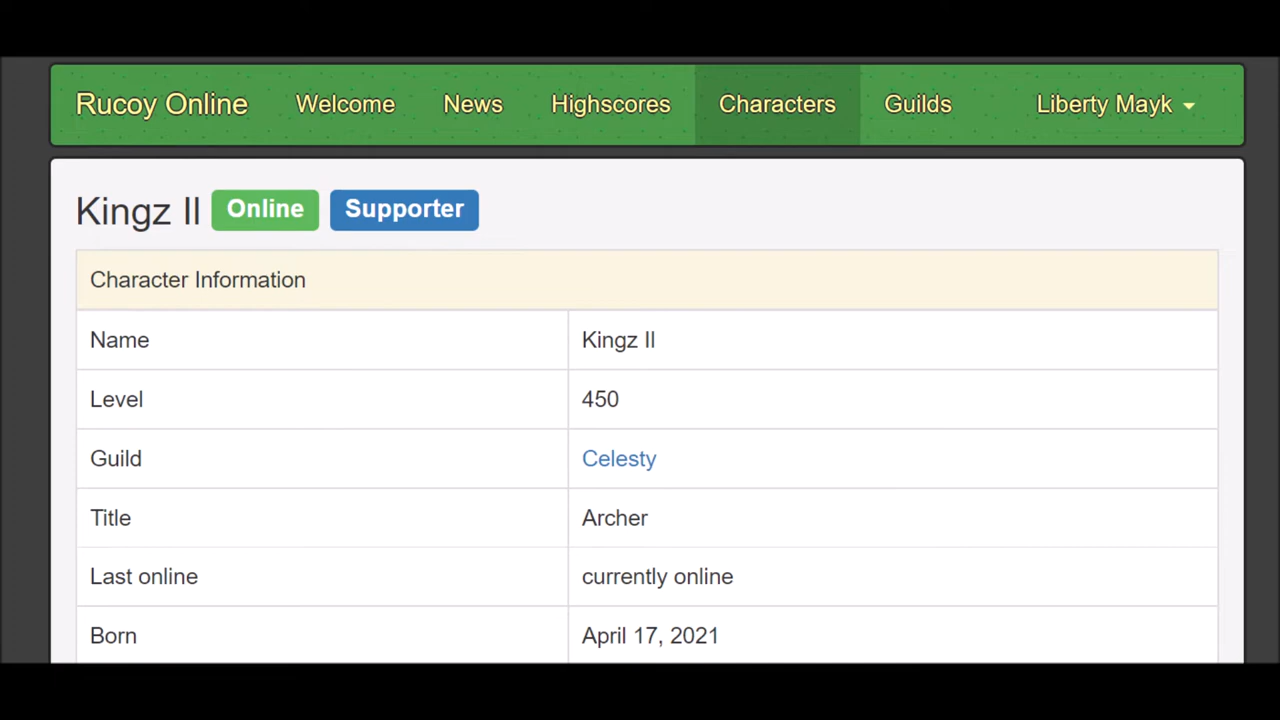 Rucoy Online Welcome News Highscores Characters Guilds Liberty Mayk
Kingz II Online Supporter
Character Information
Name Kingz II
Level 450
Guild Celesty
Title Archer
Last online currently online
Born April 17, 2021